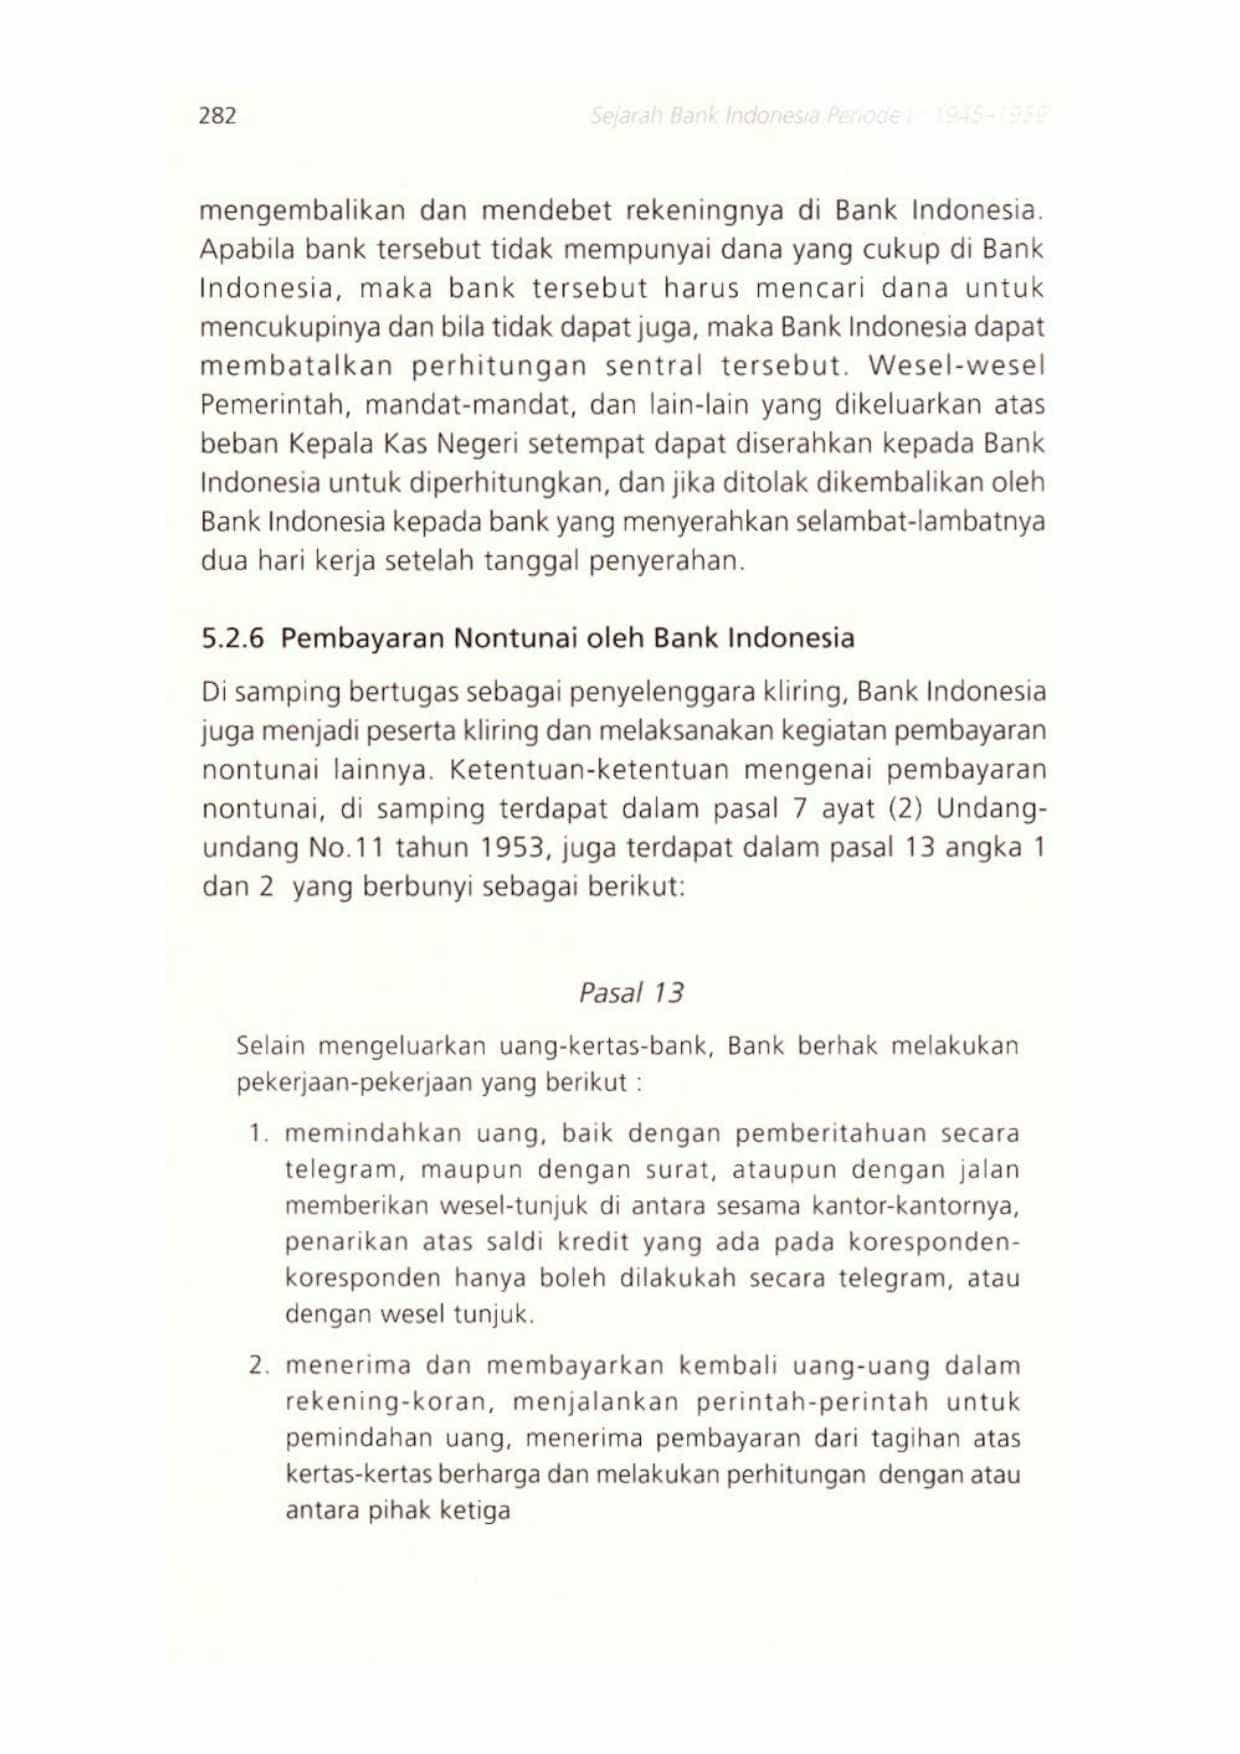 282
Sejarah Bank Indonesia Periode I: 1945–1959
mengembalikan dan mendebet rekeningnya di Bank Indonesia.
Apabila bank tersebut tidak mempunyai dana yang cukup di Bank
Indonesia, maka bank tersebut harus mencari dana untuk
mencukupinya dan bila tidak dapat juga, maka Bank Indonesia dapat
membatalkan perhitungan sentral tersebut. Wesel-wesel
Pemerintah, mandat-mandat, dan lain-lain yang dikeluarkan atas
beban Kepala Kas Negeri setempat dapat diserahkan kepada Bank
Indonesia untuk diperhitungkan, dan jika ditolak dikembalikan oleh
Bank Indonesia kepada bank yang menyerahkan selambat-lambatnya
dua hari kerja setelah tanggal penyerahan.
5.2.6 Pembayaran Nontunai oleh Bank Indonesia
Di samping bertugas sebagai penyelenggara kliring, Bank Indonesia
juga menjadi peserta kliring dan melaksanakan kegiatan pembayaran
nontunai lainnya. Ketentuan-ketentuan mengenai pembayaran
nontunai, di samping terdapat dalam pasal 7 ayat (2) Undang-
undang No.11 tahun 1953, juga terdapat dalam pasal 13 angka 1
dan 2 yang berbunyi sebagai berikut:
Pasal 13
Selain mengeluarkan uang-kertas-bank, Bank berhak melakukan
pekerjaan-pekerjaan yang berikut :
1. memindahkan uang, baik dengan pemberitahuan secara
telegram, maupun dengan surat, ataupun dengan jalan
memberikan wesel-tunjuk di antara sesama kantor-kantornya,
penarikan atas saldi kredit yang ada pada koresponden-
koresponden hanya boleh dilakukah secara telegram, atau
dengan wesel tunjuk.
2. menerima dan membayarkan kembali uang-uang dalam
rekening-koran, menjalankan perintah-perintah untuk
pemindahan uang, menerima pembayaran dari tagihan atas
kertas-kertas berharga dan melakukan perhitungan dengan atau
antara pihak ketiga